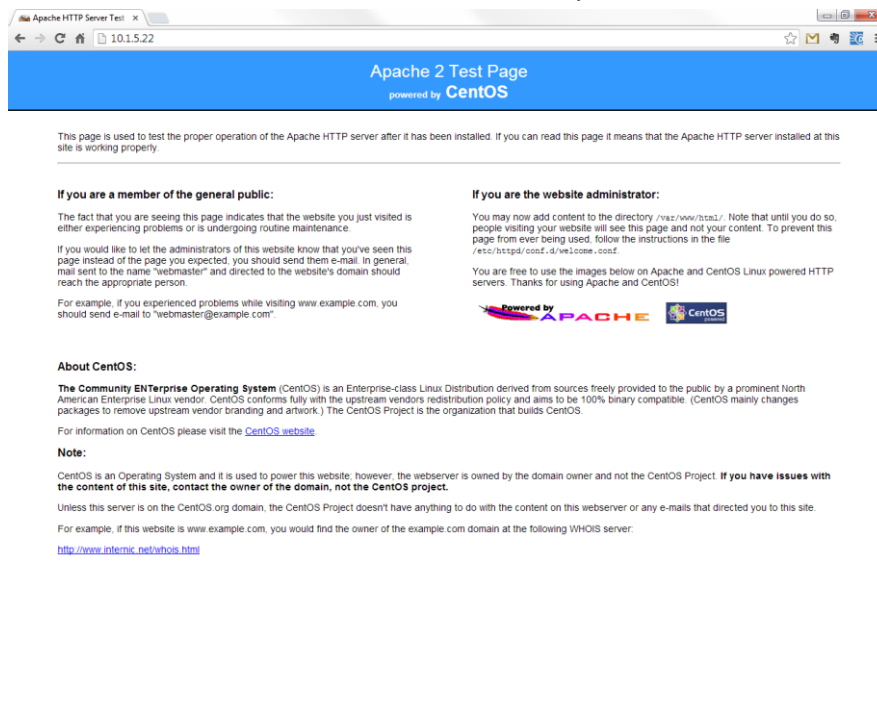 Apache HTTP Server Test
10.1.5.22
Apache 2 Test Page
powered by CentOS
This page is used to test the proper operation of the Apache HTTP server after it has been installed. If you can read this page it means that the Apache HTTP server installed at this
site is working properly.
If you are a member of the general public:
The fact that you are seeing this page indicates that the website you just visited is
either experiencing problems or is undergoing routine maintenance.
If you would like to let the administrators of this website know that you've seen this
page instead of the page you expected, you should send them e-mail. In general,
mail sent to the name "webmaster" and directed to the website's domain should
reach the appropriate person.
For example, if you experienced problems while visiting www.example.com, you
should send e-mail to "webmaster@example.com".
If you are the website administrator:
You may now add content to the directory /var/www/html/. Note that until you do so,
people visiting your website will see this page and not your content. To prevent this
page from ever being used, follow the instructions in the file
/etc/httpd/conf.d/welcome.conf.
You are free to use the images below on Apache and CentOS Linux powered HTTP
servers. Thanks for using Apache and CentOS!
Powered by
APACHE
CentOS
powered
About CentOS:
The Community ENTerprise Operating System (CentOS) is an Enterprise-class Linux Distribution derived from sources freely provided to the public by a prominent North
American Enterprise Linux vendor. CentOS conforms fully with the upstream vendors redistribution policy and aims to be 100% binary compatible. (CentOS mainly changes
packages to remove upstream vendor branding and artwork.) The CentOS Project is the organization that builds CentOS.
For information on CentOS please visit the CentOS website.
Note:
CentOS is an Operating System and it is used to power this website; however, the webserver is owned by the domain owner and not the CentOS Project. If you have issues with
the content of this site, contact the owner of the domain, not the CentOS project.
Unless this server is on the CentOS.org domain, the CentOS Project doesn't have anything to do with the content on this webserver or any e-mails that directed you to this site.
For example, if this website is www.example.com, you would find the owner of the example.com domain at the following WHOIS server:
http://www.internic.net/whois.html